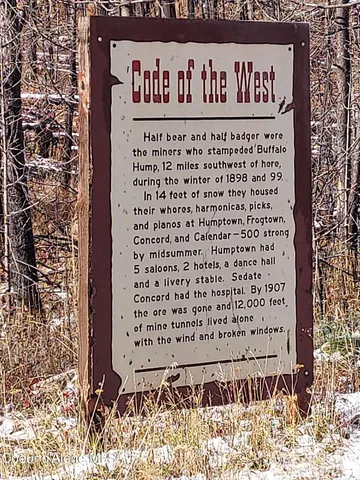 Code of the West
Half bear and half badger were
the miners who stampeded Buffalo
Hump, 12 miles southwest of here,
during the winter of 1898 and 99.
In 14 feet of snow they housed
their whores, harmonicas, picks,
and pianos at Humptown, Frogtown,
Concord, and Calendar-500 strong
by midsummer. Humptown had
5 saloons, 2 hotels, a dance hall
and a livery stable. Sedate
Concord had the hospital. By 1907
the ore was gone and 12,000 feet
of mine tunnels lived alone
with the wind and broken windows.